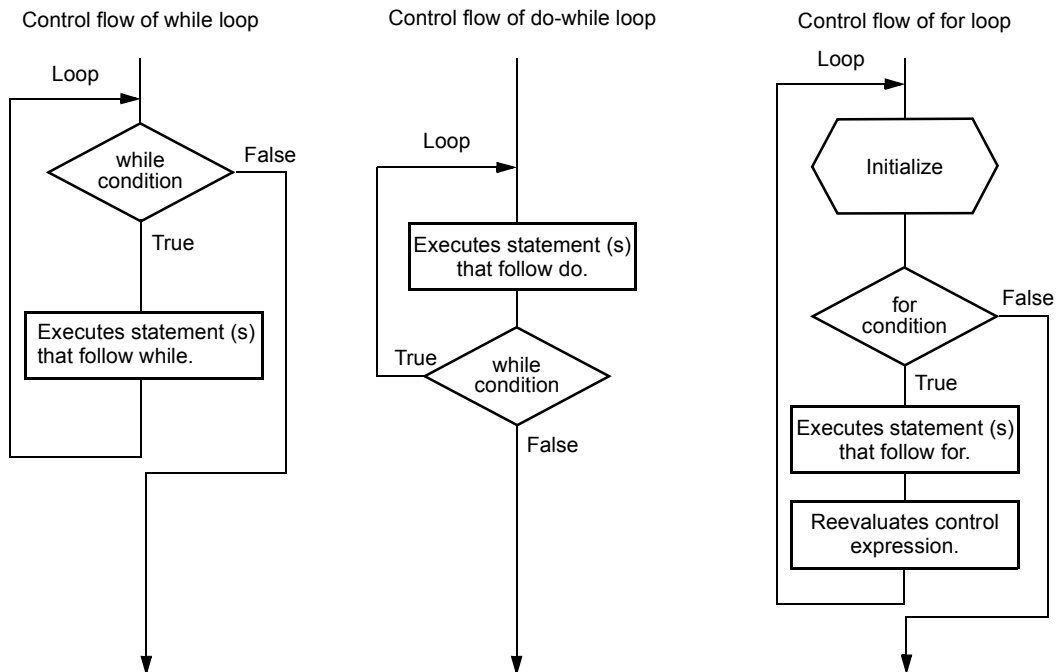 Control flow of while loop
Loop
while
condition
False
True
Executes statement (s)
that follow while.
Control flow of do-while loop
Loop
Executes statement (s)
that follow do.
True
while
condition
False
Control flow of for loop
Loop
Initialize
for
condition
False
True
Executes statement (s)
that follow for.
Reevaluates control
expression.